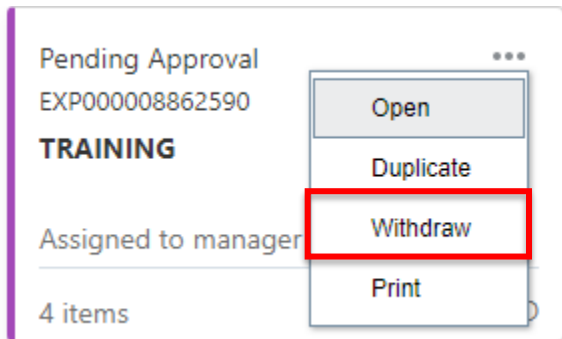 Pending Approval
EXP000008862590
TRAINING
Assigned to manager
4 items
Open
Duplicate
Withdraw
Print